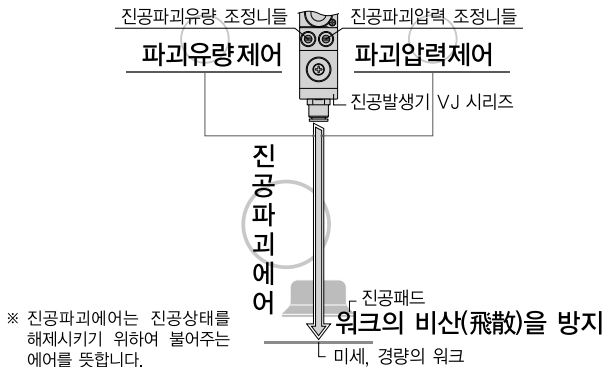 진공파괴유량 조정니들
진공파괴압력 조정니들
파괴유량제어
파괴압력제어
진공발생기 VJ 시리즈
진공파괴에어
진공패드
워크의 비산(飛散)을 방지
미세, 경량의 워크
※ 진공파괴에어는 진공상태를
해제시키기 위하여 불어주는
에어를 뜻합니다.